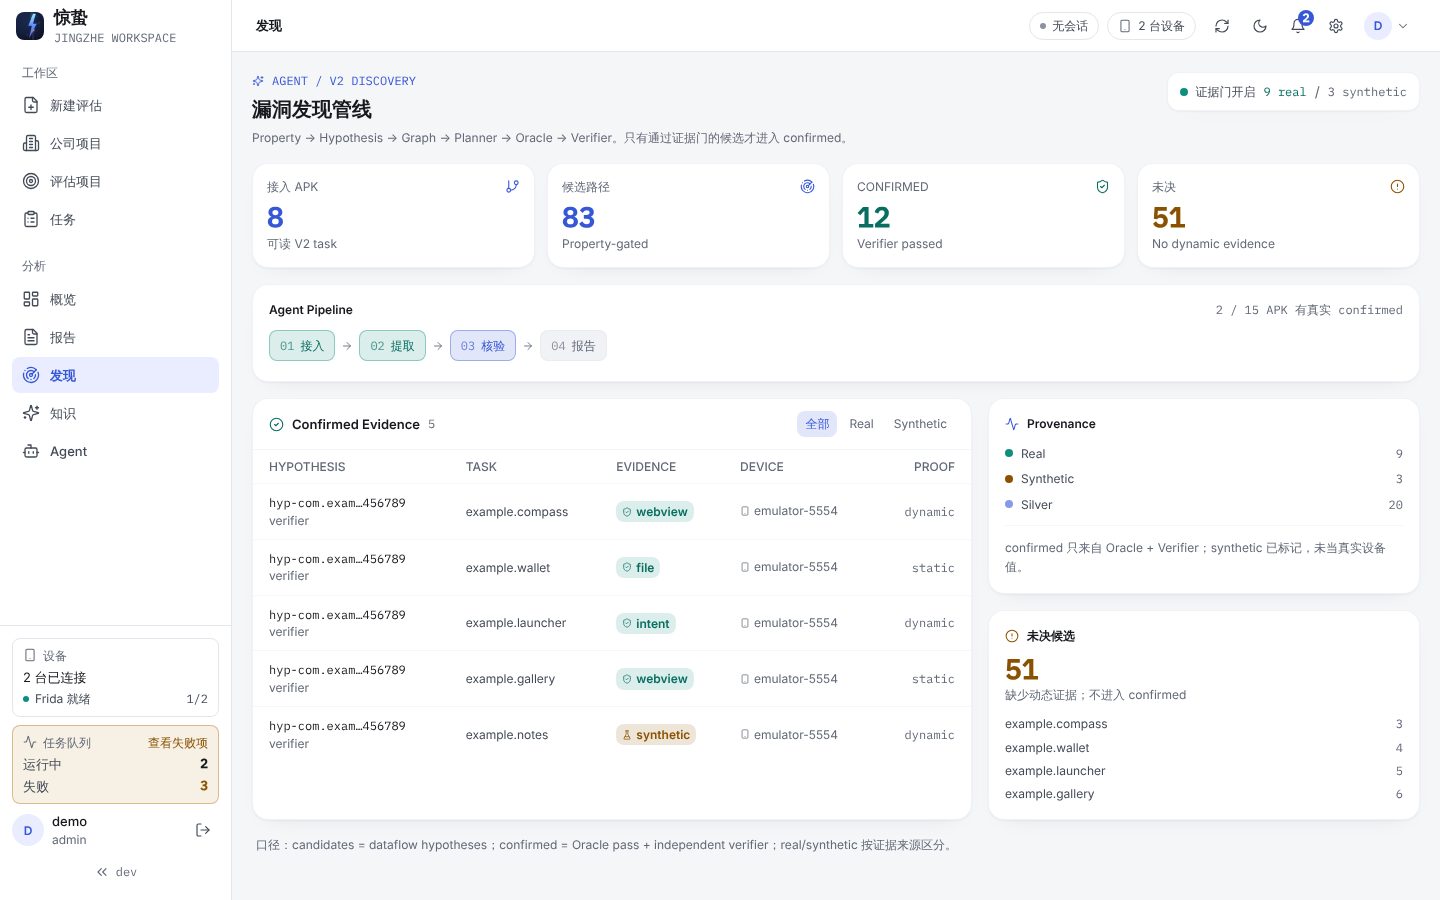 惊蛰
JINGZHE WORKSPACE
工作区
新建评估
公司项目
评估项目
任务
分析
概览
报告
发现
知识
Agent
设备
2 台已连接
Frida 就绪 1/2
任务队列 查看失败项
运行中 2
失败 3
D
demo
admin
dev
发现
无会话
2 台设备
2
D
AGENT / V2 DISCOVERY
漏洞发现管线
Property → Hypothesis → Graph → Planner → Oracle → Verifier。只有通过证据门的候选才进入 confirmed。
证据门开启 9 real / 3 synthetic
接入 APK
8
可读 V2 task
候选路径
83
Property-gated
CONFIRMED
12
Verifier passed
未决
51
No dynamic evidence
Agent Pipeline
2 / 15 APK 有真实 confirmed
01 接入 → 02 提取 → 03 核验 → 04 报告
Confirmed Evidence 5
全部 Real Synthetic
HYPOTHESIS TASK EVIDENCE DEVICE PROOF
hyp-com.exam…456789
verifier
example.compass webview emulator-5554 dynamic
hyp-com.exam…456789
verifier
example.wallet file emulator-5554 static
hyp-com.exam…456789
verifier
example.launcher intent emulator-5554 dynamic
hyp-com.exam…456789
verifier
example.gallery webview emulator-5554 static
hyp-com.exam…456789
verifier
example.notes synthetic emulator-5554 dynamic
Provenance
Real 9
Synthetic 3
Silver 20
confirmed 只来自 Oracle + Verifier；synthetic 已标记，未当真实设备
值。
未决候选
51
缺少动态证据；不进入 confirmed
example.compass 3
example.wallet 4
example.launcher 5
example.gallery 6
口径：candidates = dataflow hypotheses；confirmed = Oracle pass + independent verifier；real/synthetic 按证据来源区分。